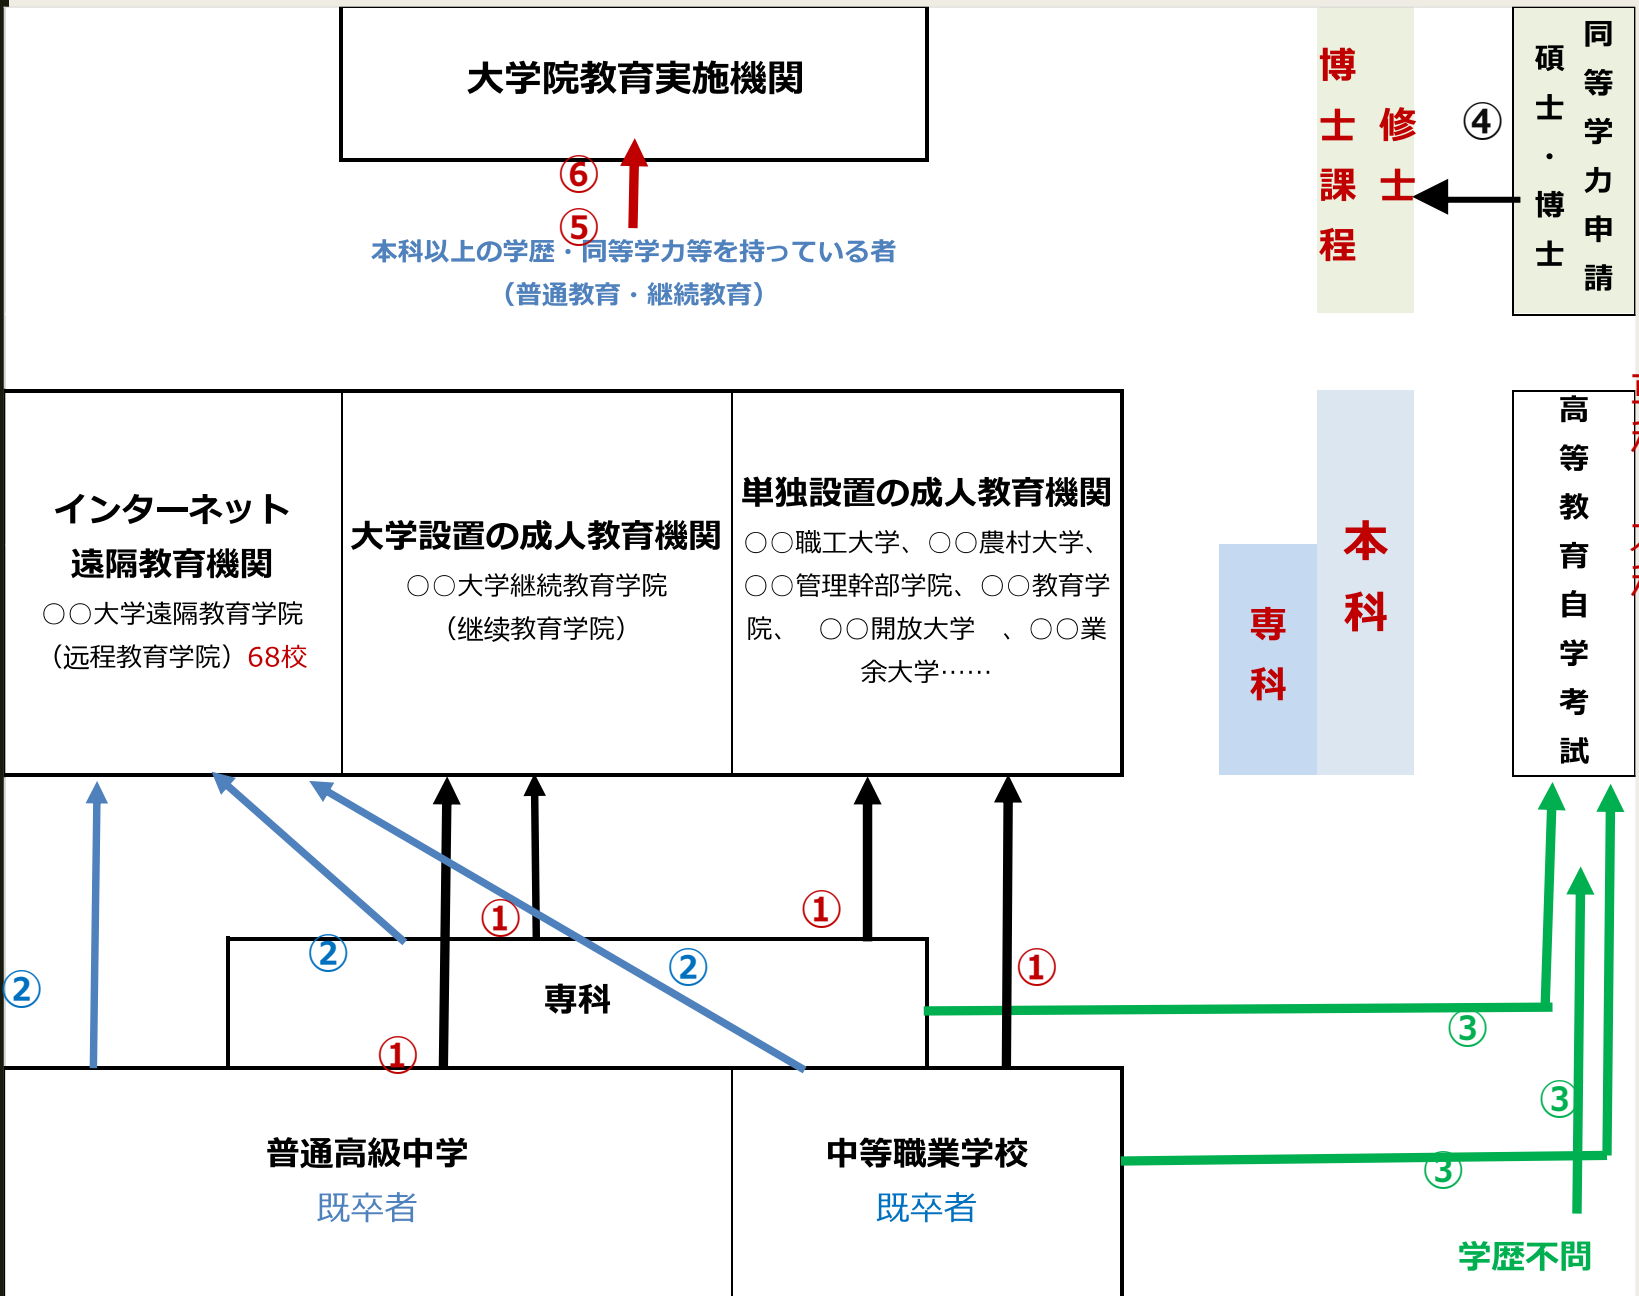 大学院教育実施機関
⑥
⑤
本科以上の学歴・同等学力等を持っている者
（普通教育・継続教育）
修士
博士課程
④
同等学力申請
碩士・博士
インターネット
遠隔教育機関
○○大学遠隔教育学院
（远程教育学院）68校
大学設置の成人教育機関
○○大学継続教育学院
（继续教育学院）
単独設置の成人教育機関
○○職工大学、○○農村大学、
○○管理幹部学院、○○教育学
院、　○○開放大学　、○○業
余大学……
専科
本科
高等教育自学考試
①
①
②
②
①
②
専科
①
③
③
③
普通高級中学
既卒者
中等職業学校
既卒者
学歴不問